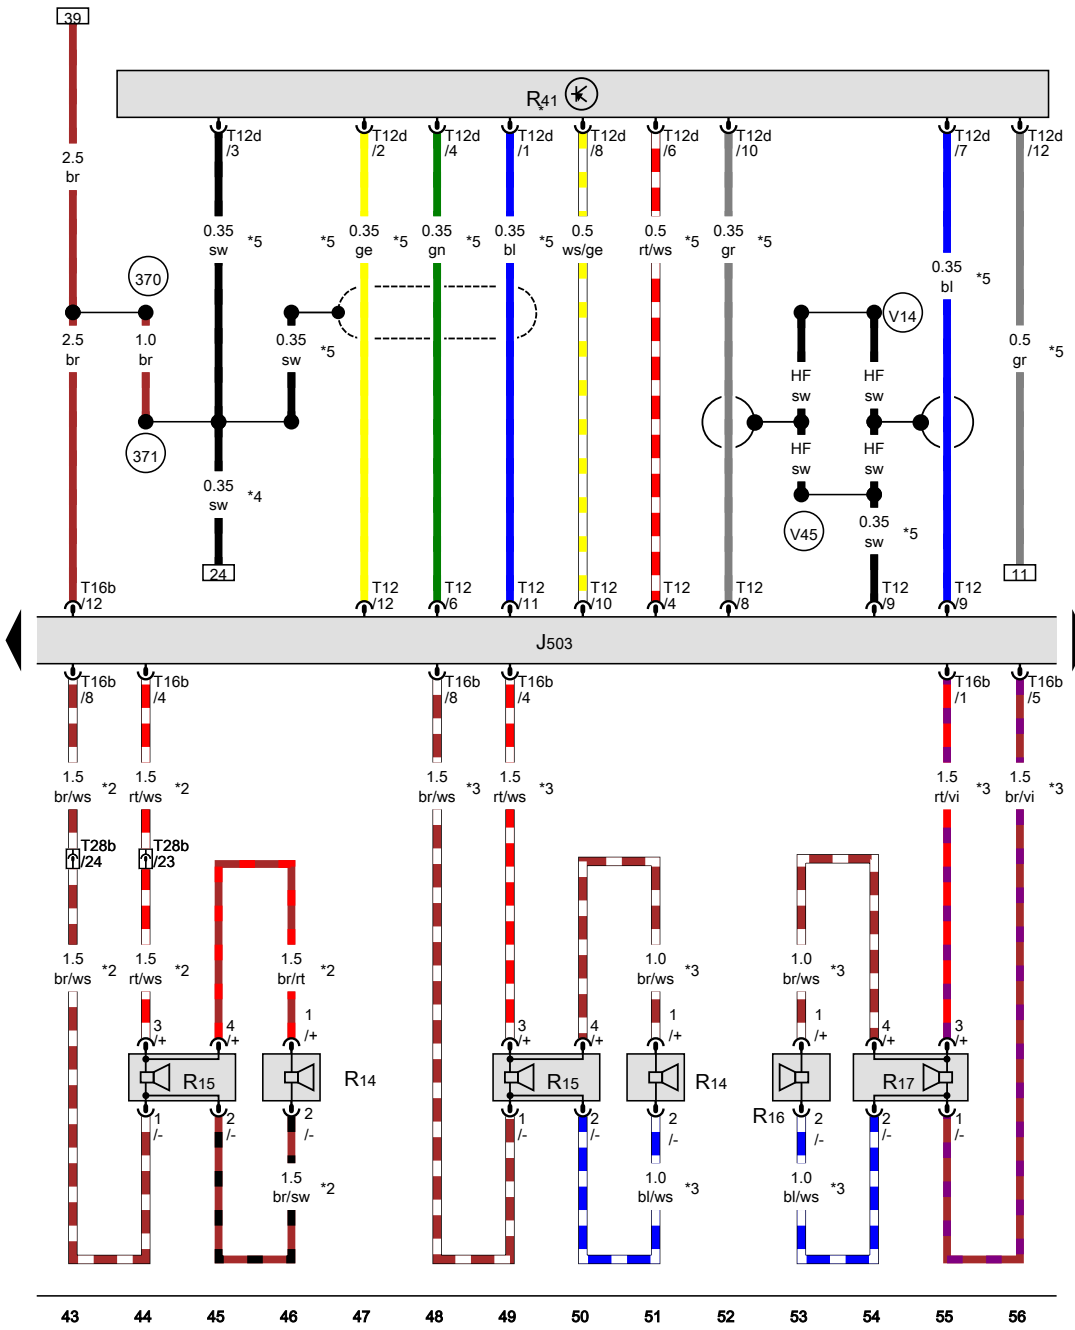 39
R41
*
T12d
/3
T12d
/2
T12d
/4
T12d
/1
T12d
/8
T12d
/6
T12d
/10
T12d
/7
T12d
/12
2.5
br
0.35
sw
*5
*5
0.35
ge
*5
0.35
gn
*5
0.35
bl
*5
0.5
ws/ge
0.5
rt/ws
*5
0.35
gr
*5
0.35
bl
*5
370
V14
2.5
br
1.0
br
0.35
sw
*5
0.5
gr
*5
HF
sw
HF
sw
371
HF
sw
HF
sw
0.35
sw
*4
V45
0.35
sw
*5
24
11
T16b
/12
T12
/12
T12
/6
T12
/11
T12
/10
T12
/4
T12
/8
T12
/9
T12
/9
J503
T16b
/8
T16b
/4
T16b
/8
T16b
/4
T16b
/1
T16b
/5
1.5
br/ws
*2
1.5
rt/ws
*2
1.5
br/ws
*3
1.5
rt/ws
*3
1.5
rt/vi
*3
1.5
br/vi
*3
T28b
/24
T28b
/23
1.5
br/ws
*2
1.5
rt/ws
*2
1.5
br/rt
*2
1.0
br/ws
*3
1.0
br/ws
*3
3
/+
4
/+
1
/+
3
/+
4
/+
1
/+
1
/+
4
/+
3
/+
R15
R14
R15
R14
R16
R17
1
/-
2
/-
2
/-
1
/-
2
/-
2
/-
2
/-
2
/-
1
/-
1.5
br/sw
*2
1.0
bl/ws
*3
1.0
bl/ws
*3
43 44 45 46 47 48 49 50 51 52 53 54 55 56